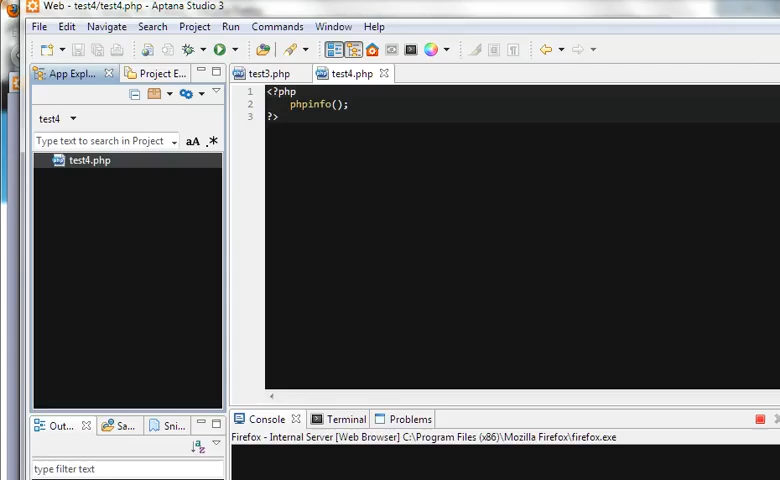 Web - test4/test4.php - Aptana Studio 3
File Edit Navigate Search Project Run Commands Window Help
App Expl... Project E...
test3.php test4.php
test4
Type text to search in Project aA .*
test4.php
1 <?php
2 phpinfo();
3 ?>
Out... Sa... Sni...
type filter text
Console Terminal Problems
Firefox - Internal Server [Web Browser] C:\Program Files (x86)\Mozilla Firefox\firefox.exe